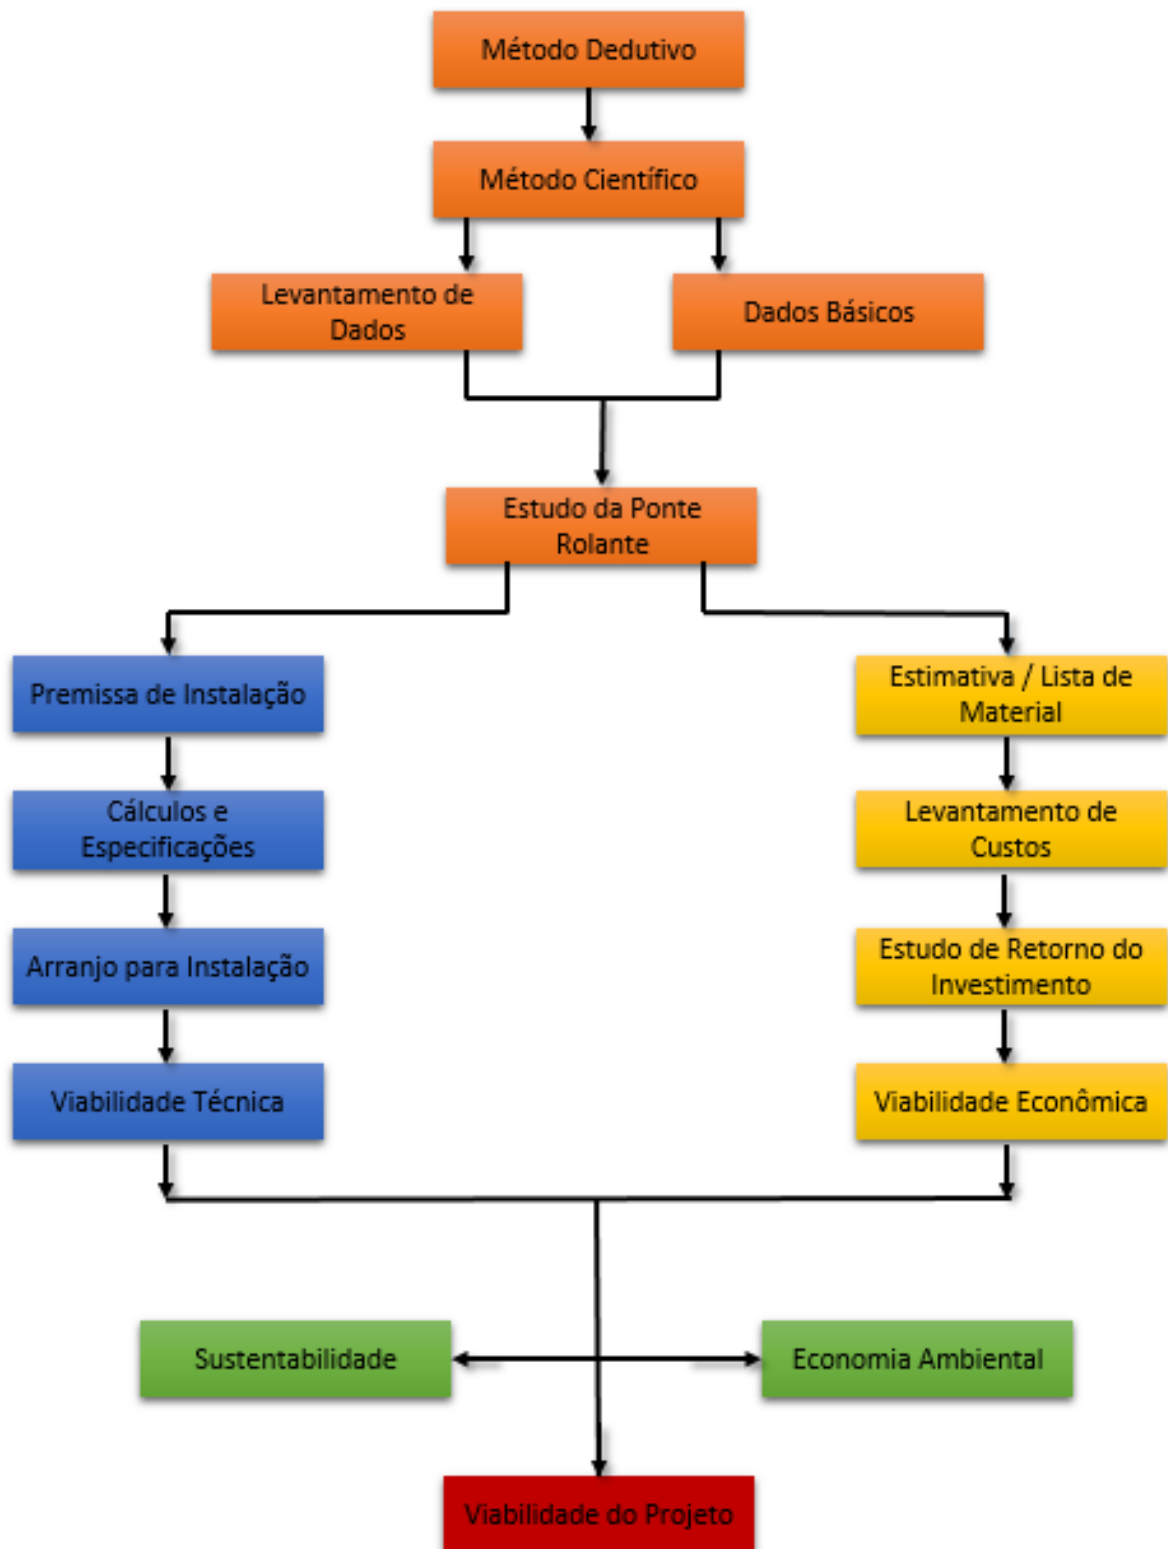 Método Dedutivo
Método Científico
Levantamento de
Dados
Dados Básicos
Estudo da Ponte
Rolante
Premissa de Instalação
Estimativa / Lista de
Material
Cálculos e
Especificações
Levantamento de
Custos
Arranjo para Instalação
Estudo de Retorno do
Investimento
Viabilidade Técnica
Viabilidade Econômica
Sustentabilidade
Economia Ambiental
Viabilidade do Projeto